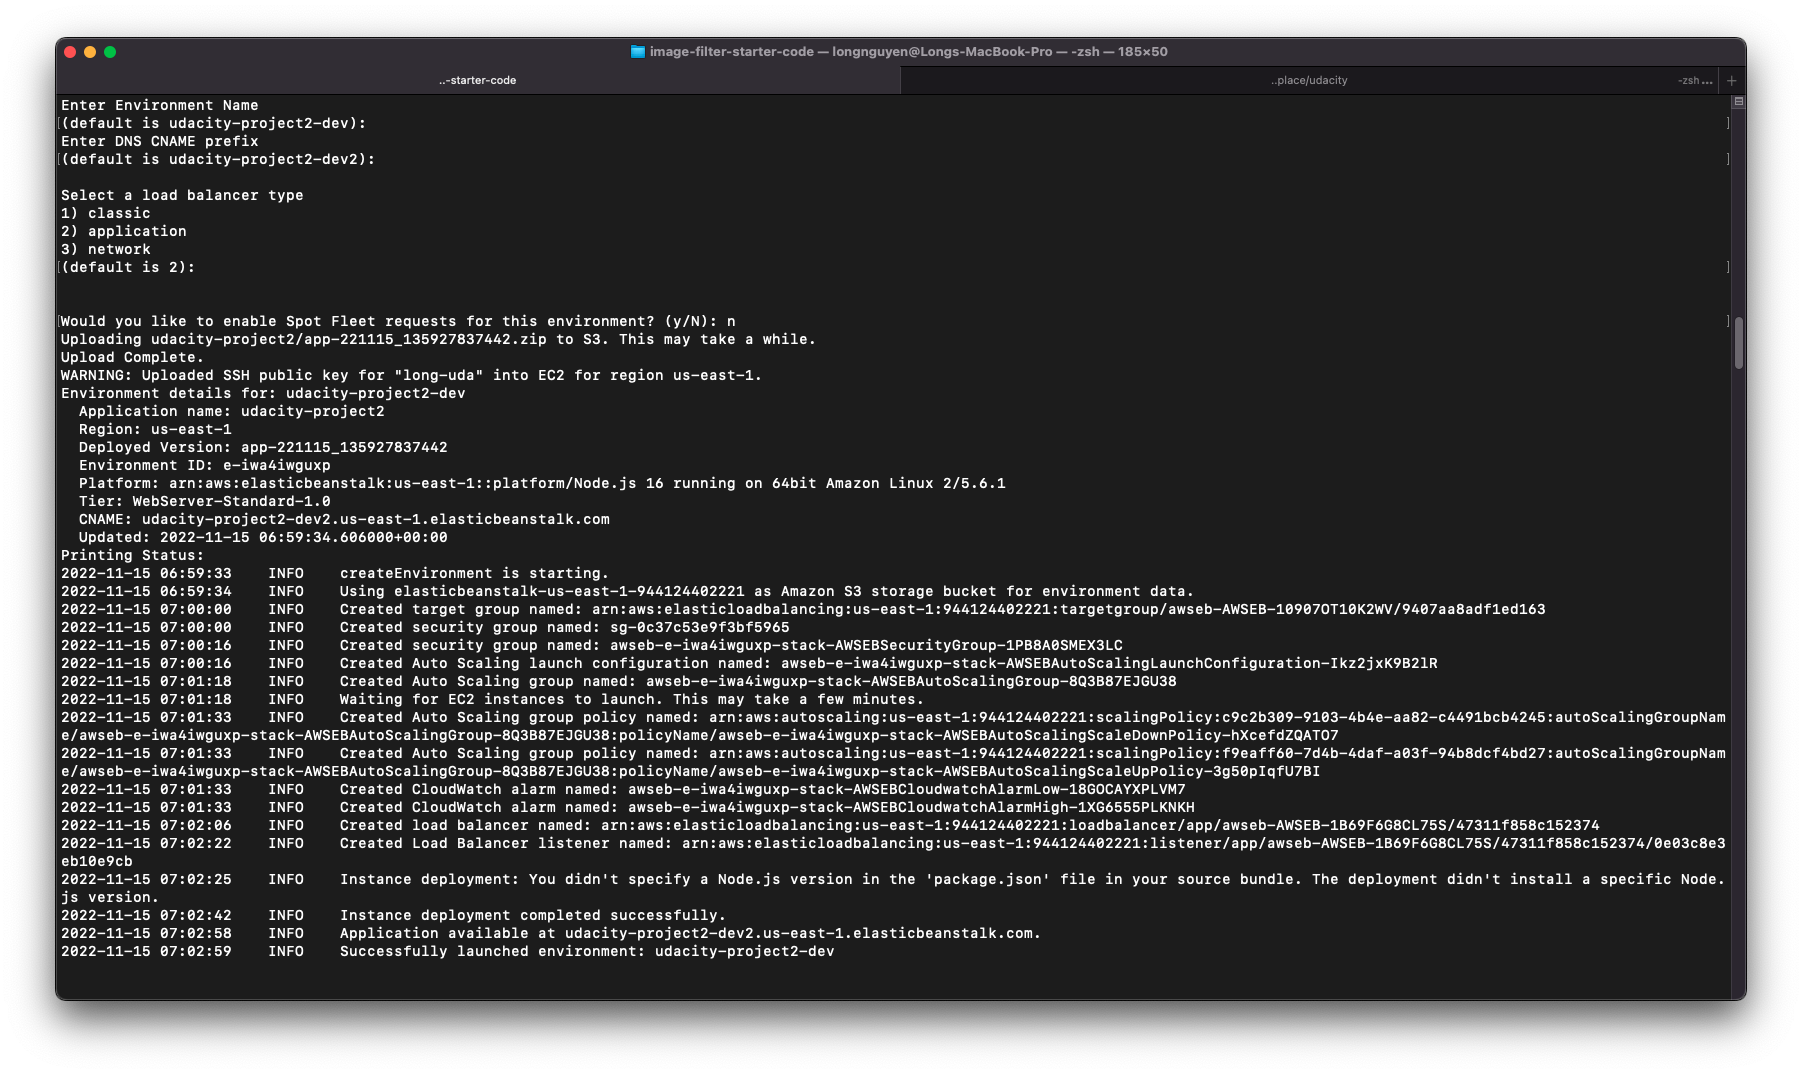 image-filter-starter-code — longnguyen@Longs-MacBook-Pro — -zsh — 185×50
..-starter-code
..place/udacity
-zsh ...
+
Enter Environment Name
[(default is udacity-project2-dev): ]
Enter DNS CNAME prefix
[(default is udacity-project2-dev2): ]
Select a load balancer type
1) classic
2) application
3) network
[(default is 2): ]
[Would you like to enable Spot Fleet requests for this environment? (y/N): n ]
Uploading udacity-project2/app-221115_135927837442.zip to S3. This may take a while.
Upload Complete.
WARNING: Uploaded SSH public key for "long-uda" into EC2 for region us-east-1.
Environment details for: udacity-project2-dev
  Application name: udacity-project2
  Region: us-east-1
  Deployed Version: app-221115_135927837442
  Environment ID: e-iwa4iwguxp
  Platform: arn:aws:elasticbeanstalk:us-east-1::platform/Node.js 16 running on 64bit Amazon Linux 2/5.6.1
  Tier: WebServer-Standard-1.0
  CNAME: udacity-project2-dev2.us-east-1.elasticbeanstalk.com
  Updated: 2022-11-15 06:59:34.606000+00:00
Printing Status:
2022-11-15 06:59:33    INFO    createEnvironment is starting.
2022-11-15 06:59:34    INFO    Using elasticbeanstalk-us-east-1-944124402221 as Amazon S3 storage bucket for environment data.
2022-11-15 07:00:00    INFO    Created target group named: arn:aws:elasticloadbalancing:us-east-1:944124402221:targetgroup/awseb-AWSEB-10907OT10K2WV/9407aa8adf1ed163
2022-11-15 07:00:00    INFO    Created security group named: sg-0c37c53e9f3bf5965
2022-11-15 07:00:16    INFO    Created security group named: awseb-e-iwa4iwguxp-stack-AWSEBSecurityGroup-1PB8A0SMEX3LC
2022-11-15 07:00:16    INFO    Created Auto Scaling launch configuration named: awseb-e-iwa4iwguxp-stack-AWSEBAutoScalingLaunchConfiguration-Ikz2jxK9B2lR
2022-11-15 07:01:18    INFO    Created Auto Scaling group named: awseb-e-iwa4iwguxp-stack-AWSEBAutoScalingGroup-8Q3B87EJGU38
2022-11-15 07:01:18    INFO    Waiting for EC2 instances to launch. This may take a few minutes.
2022-11-15 07:01:33    INFO    Created Auto Scaling group policy named: arn:aws:autoscaling:us-east-1:944124402221:scalingPolicy:c9c2b309-9103-4b4e-aa82-c4491bcb4245:autoScalingGroupNam
e/awseb-e-iwa4iwguxp-stack-AWSEBAutoScalingGroup-8Q3B87EJGU38:policyName/awseb-e-iwa4iwguxp-stack-AWSEBAutoScalingScaleDownPolicy-hXcefdZQATO7
2022-11-15 07:01:33    INFO    Created Auto Scaling group policy named: arn:aws:autoscaling:us-east-1:944124402221:scalingPolicy:f9eaff60-7d4b-4daf-a03f-94b8dcf4bd27:autoScalingGroupNam
e/awseb-e-iwa4iwguxp-stack-AWSEBAutoScalingGroup-8Q3B87EJGU38:policyName/awseb-e-iwa4iwguxp-stack-AWSEBAutoScalingScaleUpPolicy-3g50pIqfU7BI
2022-11-15 07:01:33    INFO    Created CloudWatch alarm named: awseb-e-iwa4iwguxp-stack-AWSEBCloudwatchAlarmLow-18GOCAYXPLVM7
2022-11-15 07:01:33    INFO    Created CloudWatch alarm named: awseb-e-iwa4iwguxp-stack-AWSEBCloudwatchAlarmHigh-1XG6555PLKNKH
2022-11-15 07:02:06    INFO    Created load balancer named: arn:aws:elasticloadbalancing:us-east-1:944124402221:loadbalancer/app/awseb-AWSEB-1B69F6G8CL75S/47311f858c152374
2022-11-15 07:02:22    INFO    Created Load Balancer listener named: arn:aws:elasticloadbalancing:us-east-1:944124402221:listener/app/awseb-AWSEB-1B69F6G8CL75S/47311f858c152374/0e03c8e3
eb10e9cb
2022-11-15 07:02:25    INFO    Instance deployment: You didn't specify a Node.js version in the 'package.json' file in your source bundle. The deployment didn't install a specific Node.
js version.
2022-11-15 07:02:42    INFO    Instance deployment completed successfully.
2022-11-15 07:02:58    INFO    Application available at udacity-project2-dev2.us-east-1.elasticbeanstalk.com.
2022-11-15 07:02:59    INFO    Successfully launched environment: udacity-project2-dev